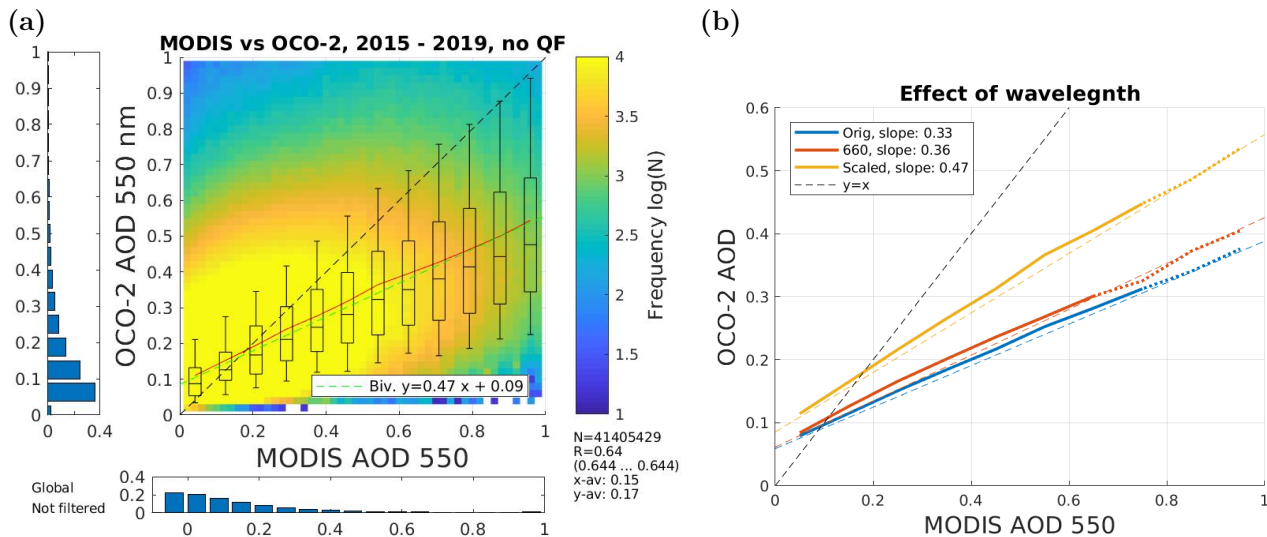 (a)
MODIS vs OCO-2, 2015 - 2019, no QF
1
0.9
0.8
0.7
0.6
0.5
0.4
0.3
0.2
0.1
0
0 0.4
OCO-2 AOD 550 nm
1
0.9
0.8
0.7
0.6
0.5
0.4
0.3
0.2
0.1
0
Biv. y=0.47 x + 0.09
0 0.2 0.4 0.6 0.8 1
MODIS AOD 550
4
3.5
3
2.5
2
1.5
1
Frequency log(N)
N=41405429
R=0.64
(0.644 ... 0.644)
x-av: 0.15
y-av: 0.17
Global
Not filtered
0.4
0.2
0
0 0.2 0.4 0.6 0.8 1
(b)
Effect of wavelegnth
Orig, slope: 0.33
660, slope: 0.36
Scaled, slope: 0.47
y=x
0.6
0.5
0.4
0.3
0.2
0.1
0
OCO-2 AOD
0 0.2 0.4 0.6 0.8 1
MODIS AOD 550